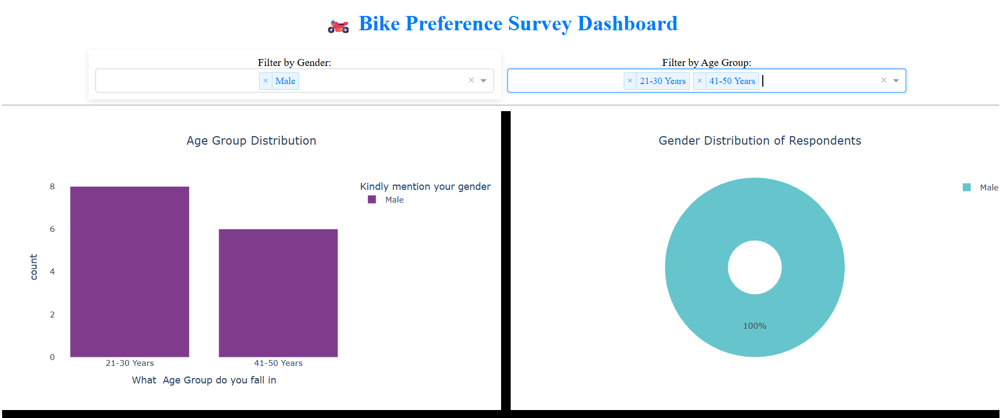 Bike Preference Survey Dashboard
Filter by Gender:
× Male
×
Filter by Age Group:
× 21-30 Years × 41-50 Years
×
Age Group Distribution
8
6
4
2
0
count
21-30 Years 41-50 Years
What  Age Group do you fall in
Kindly mention your gender
Male
Gender Distribution of Respondents
100%
Male